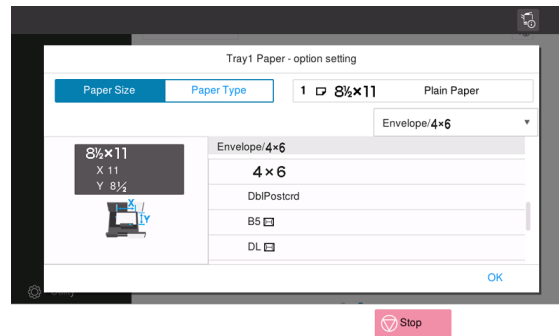 Tray1 Paper - option setting
Paper Size
Paper Type
1 8½×11 Plain Paper
Envelope/4×6
8½×11
X 11
Y 8½
X
Y
Envelope/4×6
4×6
DblPostcrd
B5
DL
OK
Stop